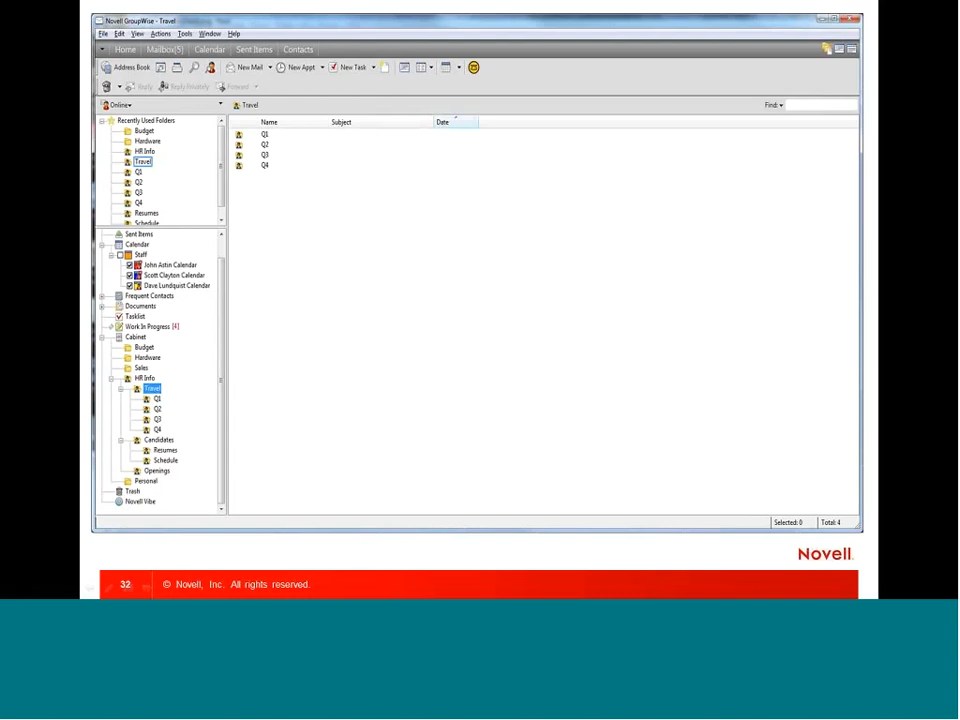 Novell GroupWise - Travel
File Edit View Actions Tools Window Help
Home Mailbox(5) Calendar Sent Items Contacts
Address Book New Mail New Appt New Task
Reply Reply Privately Forward
Online
Travel
Find:
Recently Used Folders
Budget
Hardware
HR Info
Travel
Q1
Q2
Q3
Q4
Resumes
Schedule
Name Subject Date
Q1
Q2
Q3
Q4
Sent Items
Calendar
Staff
John Astin Calendar
Scott Clayton Calendar
Dave Lundquist Calendar
Frequent Contacts
Documents
Tasklist
Work In Progress [4]
Cabinet
Budget
Hardware
Sales
HR Info
Travel
Q1
Q2
Q3
Q4
Candidates
Resumes
Schedule
Openings
Personal
Trash
Novell Vibe
Selected: 0 Total: 4
Novell.
32 © Novell, Inc. All rights reserved.